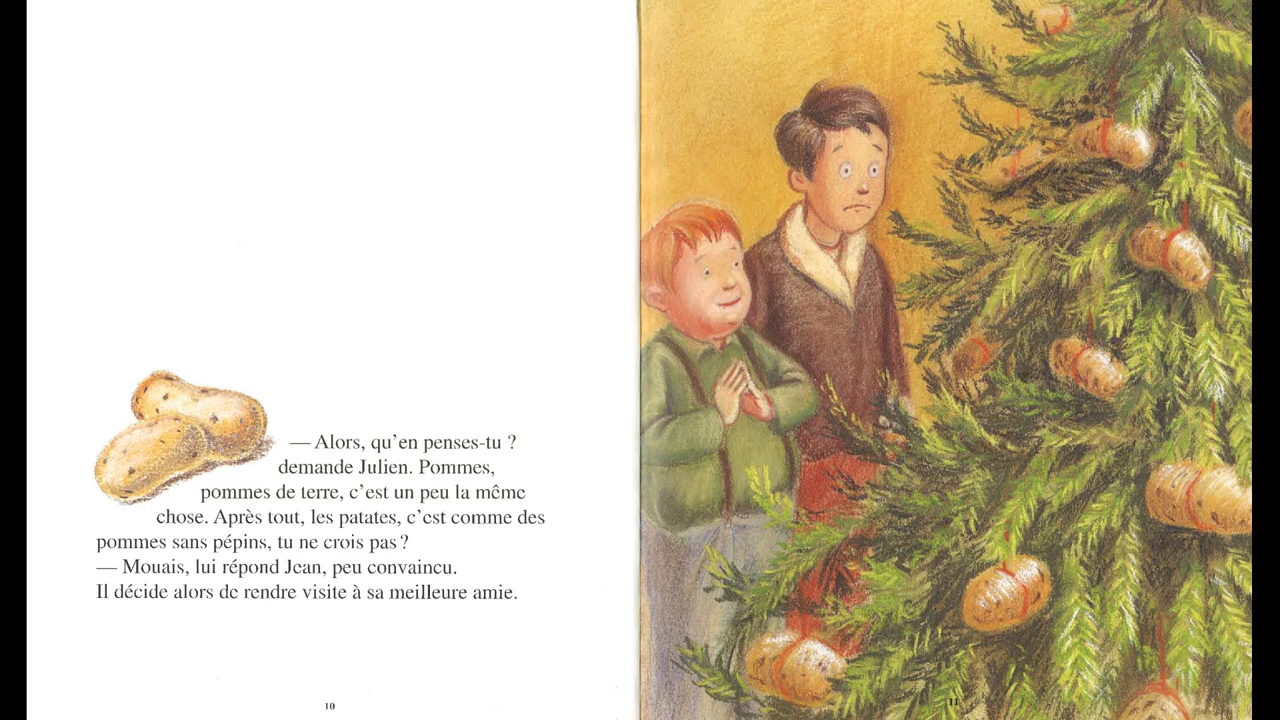 — Alors, qu'en penses-tu ?
demande Julien. Pommes,
pommes de terre, c'est un peu la même
chose. Après tout, les patates, c'est comme des
pommes sans pépins, tu ne crois pas ?
— Mouais, lui répond Jean, peu convaincu.
Il décide alors de rendre visite à sa meilleure amie.
10
11